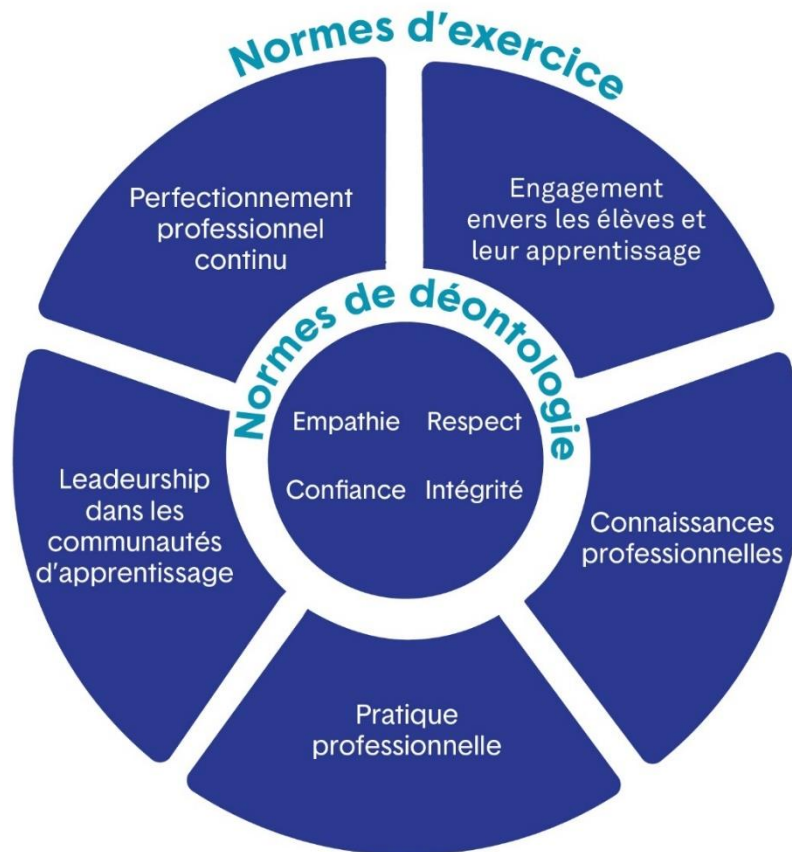 Normes d'exercice
Perfectionnement
professionnel
continu
Engagement
envers les élèves et
leur apprentissage
Normes de déontologie
Empathie Respect
Confiance Intégrité
Leadeurship
dans les
communautés
d'apprentissage
Connaissances
professionnelles
Pratique
professionnelle